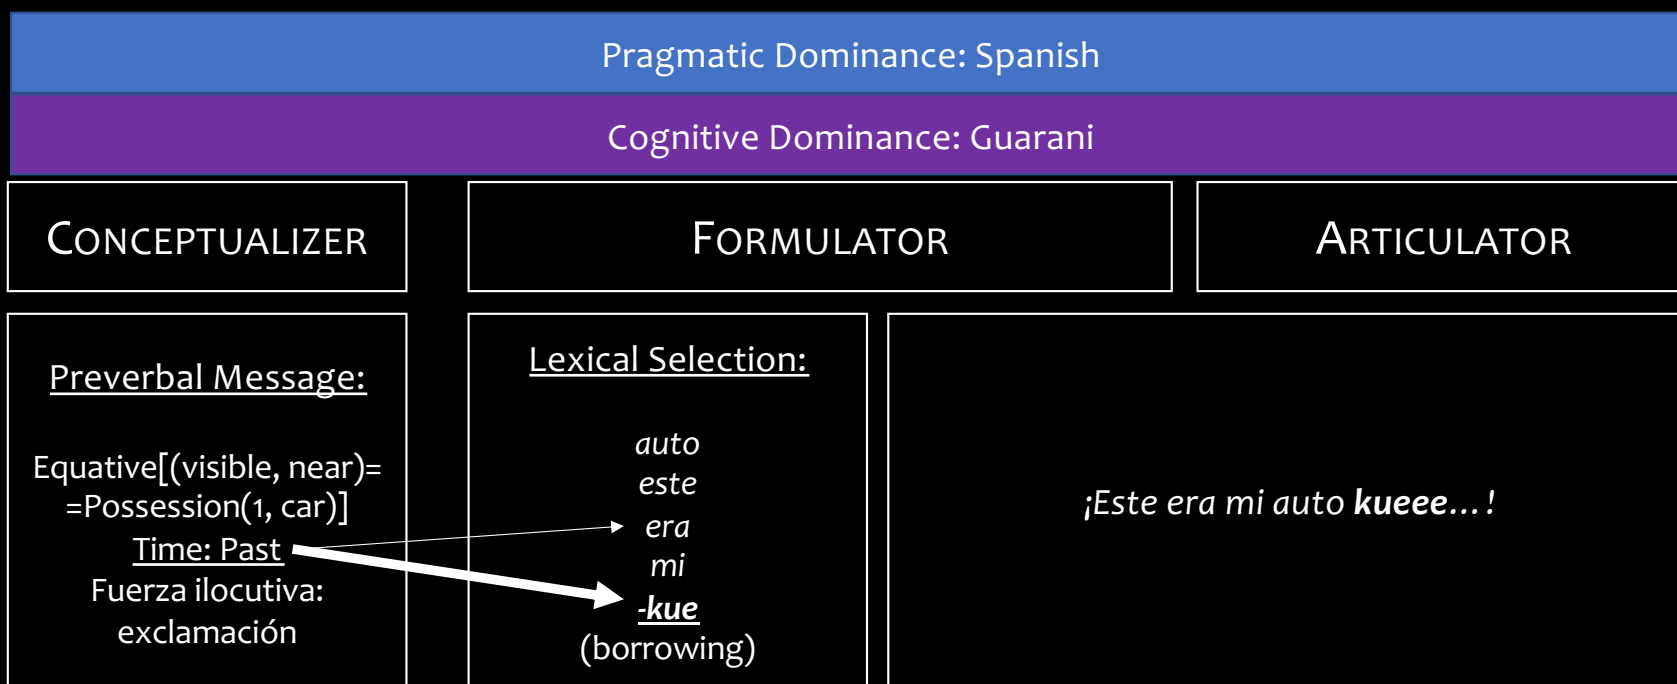 Pragmatic Dominance: Spanish
Cognitive Dominance: Guarani
CONCEPTUALIZER
FORMULATOR
ARTICULATOR
Preverbal Message:
Equative[(visible, near)=
=Possession(1, car)]
Time: Past
Fuerza ilocutiva:
exclamación
Lexical Selection:
auto
este
era
mi
-kue
(borrowing)
¡Este era mi auto kueee...!